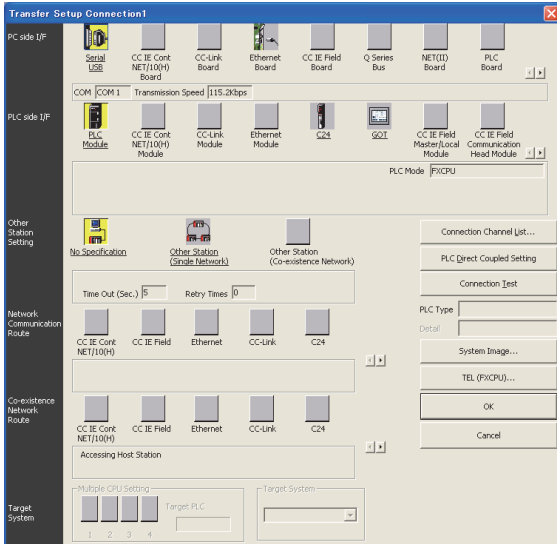 Transfer Setup Connection1
PC side I/F
Serial USB
CC IE Cont NET/10(H) Board
CC-Link Board
Ethernet Board
CC IE Field Board
Q Series Bus
NET(II) Board
PLC Board
COM COM 1 Transmission Speed 115.2Kbps
PLC side I/F
PLC Module
CC IE Cont NET/10(H) Module
CC-Link Module
Ethernet Module
C24
GOT
CC IE Field Master/Local Module
CC IE Field Communication Head Module
PLC Mode FXCPU
Other Station Setting
No Specification
Other Station (Single Network)
Other Station (Co-existence Network)
Time Out (Sec.) 5 Retry Times 0
Connection Channel List...
PLC Direct Coupled Setting
Connection Test
PLC Type
Detail
System Image...
TEL (FXCPU)...
OK
Cancel
Network Communication Route
CC IE Cont NET/10(H)
CC IE Field
Ethernet
CC-Link
C24
Co-existence Network Route
CC IE Cont NET/10(H)
CC IE Field
Ethernet
CC-Link
C24
Accessing Host Station
Target System
Multiple CPU Setting
1 2 3 4
Target PLC
Target System